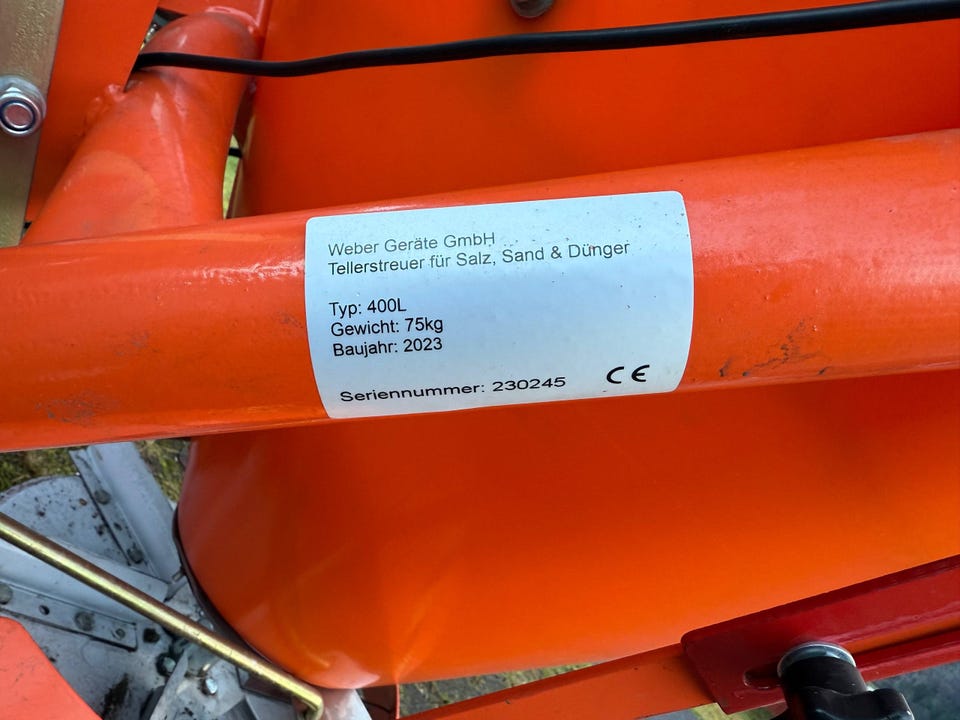 Weber Geräte GmbH
Tellerstreuer für Salz, Sand & Dünger
Typ: 400L
Gewicht: 75kg
Baujahr: 2023
Seriennummer: 230245 CE